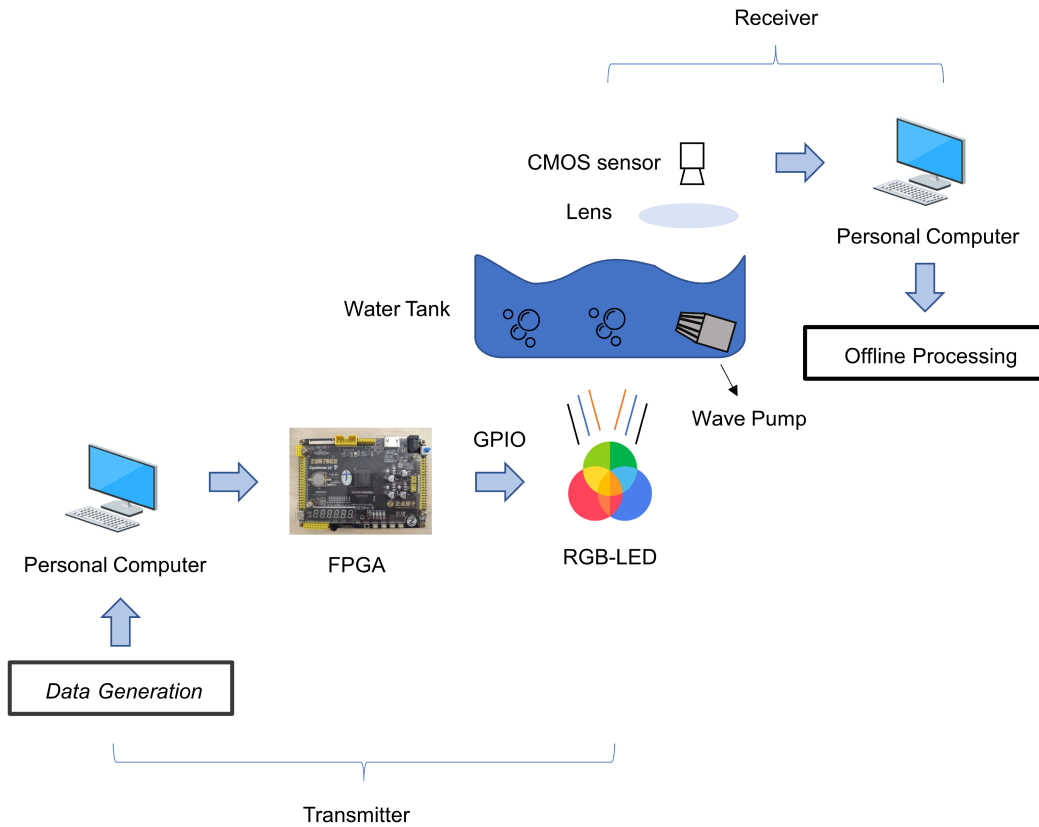 Receiver
CMOS sensor
Lens
Personal Computer
Water Tank
Offline Processing
Wave Pump
GPIO
Personal Computer
FPGA
RGB-LED
Data Generation
Transmitter